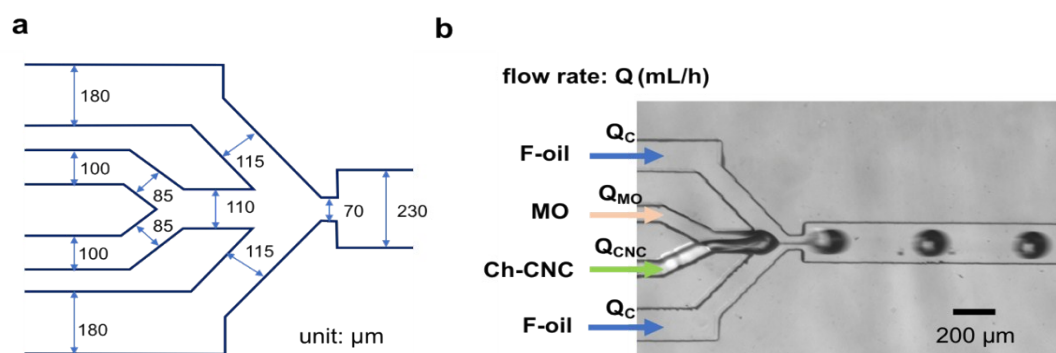 a
180
100
85
115
110
70
230
85
100
115
180
unit: µm
b
flow rate: Q (mL/h)
F-oil
Q_C
MO
Q_MO
Ch-CNC
Q_CNC
F-oil
Q_C
200 µm